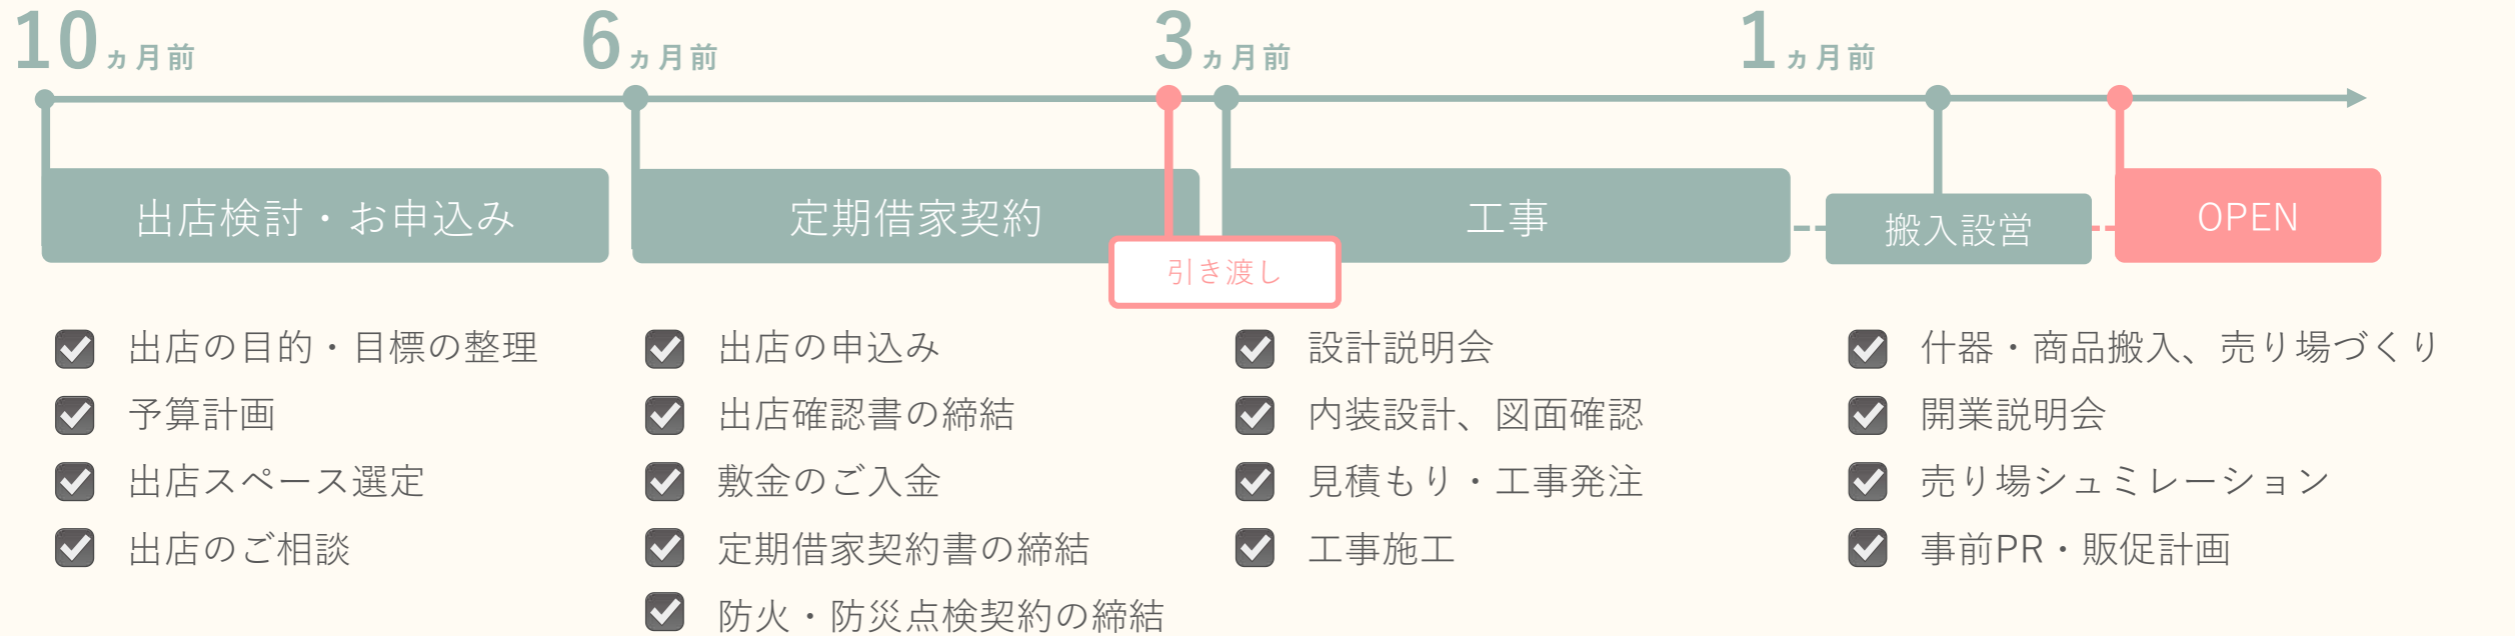 10ヵ月前
6ヵ月前
3ヵ月前
1ヵ月前
出店検討・お申込み
定期借家契約
引き渡し
工事
搬入設営
OPEN
出店の目的・目標の整理
予算計画
出店スペース選定
出店のご相談
出店の申込み
出店確認書の締結
敷金のご入金
定期借家契約書の締結
防火・防災点検契約の締結
設計説明会
内装設計、図面確認
見積もり・工事発注
工事施工
什器・商品搬入、売り場づくり
開業説明会
売り場シュミレーション
事前PR・販促計画